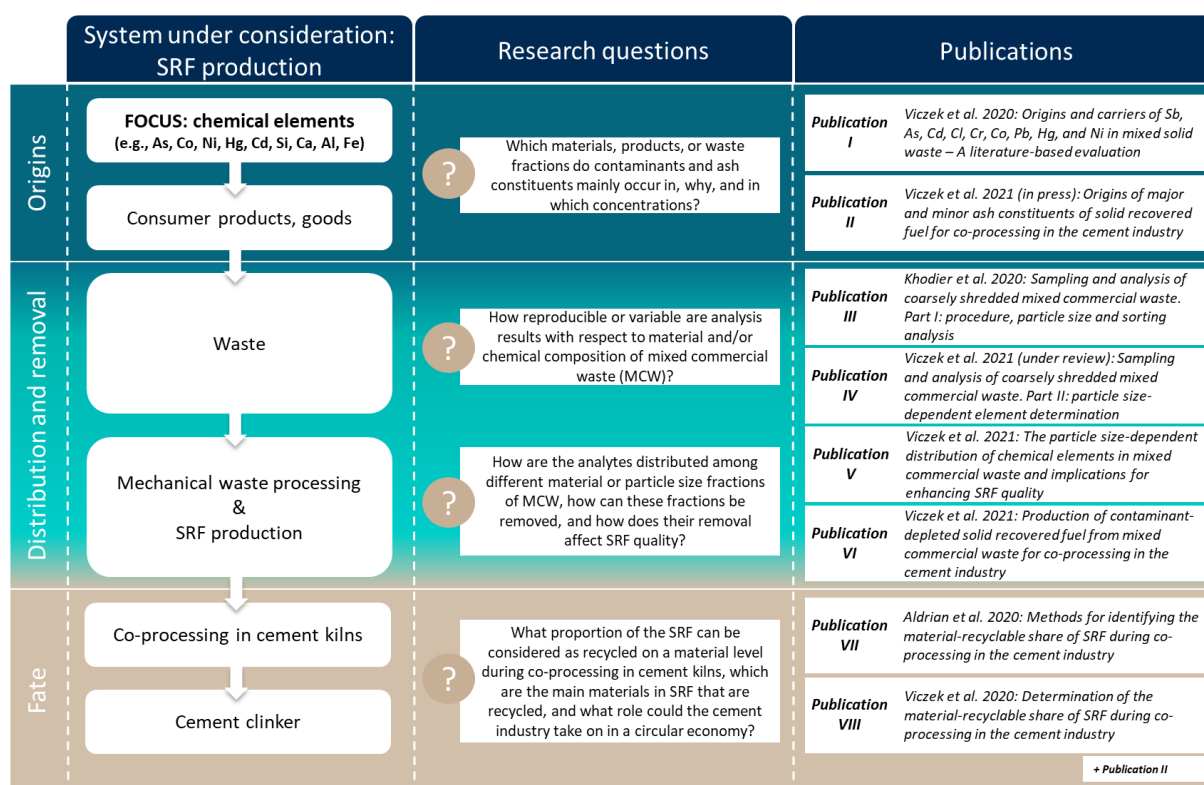 System under consideration:
SRF production
Research questions
Publications
Origins
FOCUS: chemical elements
(e.g., As, Co, Ni, Hg, Cd, Si, Ca, Al, Fe)
Consumer products, goods
?
Which materials, products, or waste
fractions do contaminants and ash
constituents mainly occur in, why, and in
which concentrations?
Publication
I
Viczek et al. 2020: Origins and carriers of Sb,
As, Cd, Cl, Cr, Co, Pb, Hg, and Ni in mixed solid
waste – A literature-based evaluation
Publication
II
Viczek et al. 2021 (in press): Origins of major
and minor ash constituents of solid recovered
fuel for co-processing in the cement industry
Distribution and removal
Waste
?
How reproducible or variable are analysis
results with respect to material and/or
chemical composition of mixed commercial
waste (MCW)?
Publication
III
Khodier et al. 2020: Sampling and analysis of
coarsely shredded mixed commercial waste.
Part I: procedure, particle size and sorting
analysis
Publication
IV
Viczek et al. 2021 (under review): Sampling
and analysis of coarsely shredded mixed
commercial waste. Part II: particle size-
dependent element determination
Mechanical waste processing
&
SRF production
?
How are the analytes distributed among
different material or particle size fractions
of MCW, how can these fractions be
removed, and how does their removal
affect SRF quality?
Publication
V
Viczek et al. 2021: The particle size-dependent
distribution of chemical elements in mixed
commercial waste and implications for
enhancing SRF quality
Publication
VI
Viczek et al. 2021: Production of contaminant-
depleted solid recovered fuel from mixed
commercial waste for co-processing in the
cement industry
Fate
Co-processing in cement kilns
Cement clinker
?
What proportion of the SRF can be
considered as recycled on a material level
during co-processing in cement kilns, which
are the main materials in SRF that are
recycled, and what role could the cement
industry take on in a circular economy?
Publication
VII
Aldrian et al. 2020: Methods for identifying the
material-recyclable share of SRF during co-
processing in the cement industry
Publication
VIII
Viczek et al. 2020: Determination of the
material-recyclable share of SRF during co-
processing in the cement industry
+ Publication II